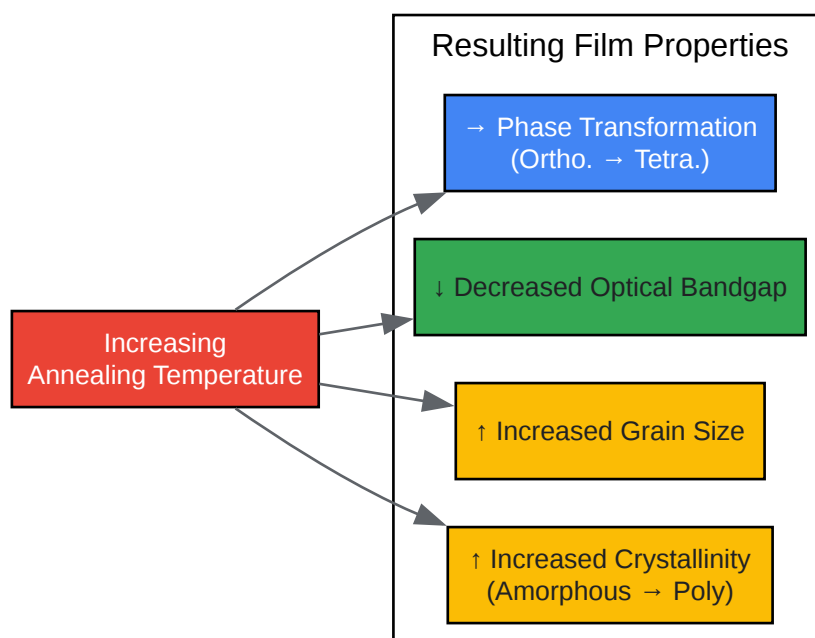 Resulting Film Properties
→ Phase Transformation
(Ortho. → Tetra.)
↓ Decreased Optical Bandgap
Increasing
Annealing Temperature
↑ Increased Grain Size
↑ Increased Crystallinity
(Amorphous → Poly)